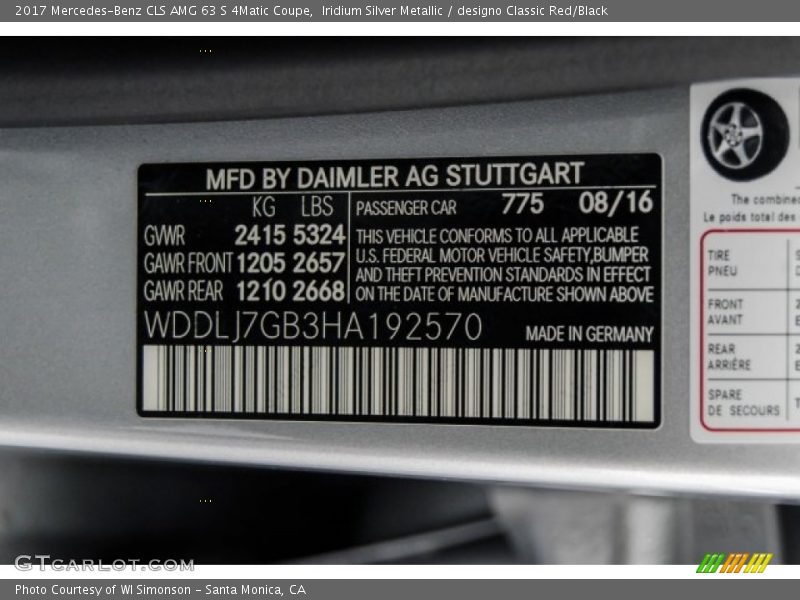 2017 Mercedes-Benz CLS AMG 63 S 4Matic Coupe, Iridium Silver Metallic / designo Classic Red/Black
MFD BY DAIMLER AG STUTTGART
KG LBS
GVWR 2415 5324
GAWR FRONT 1205 2657
GAWR REAR 1210 2668
PASSENGER CAR 775 08/16
THIS VEHICLE CONFORMS TO ALL APPLICABLE
U.S. FEDERAL MOTOR VEHICLE SAFETY,BUMPER
AND THEFT PREVENTION STANDARDS IN EFFECT
ON THE DATE OF MANUFACTURE SHOWN ABOVE
WDDLJ7GB3HA192570 MADE IN GERMANY
The combined
Le poids total des
TIRE
PNEU
FRONT
AVANT
REAR
ARRIÈRE
SPARE
DE SECOURS
GTCARLOT.COM
Photo Courtesy of WI Simonson - Santa Monica, CA